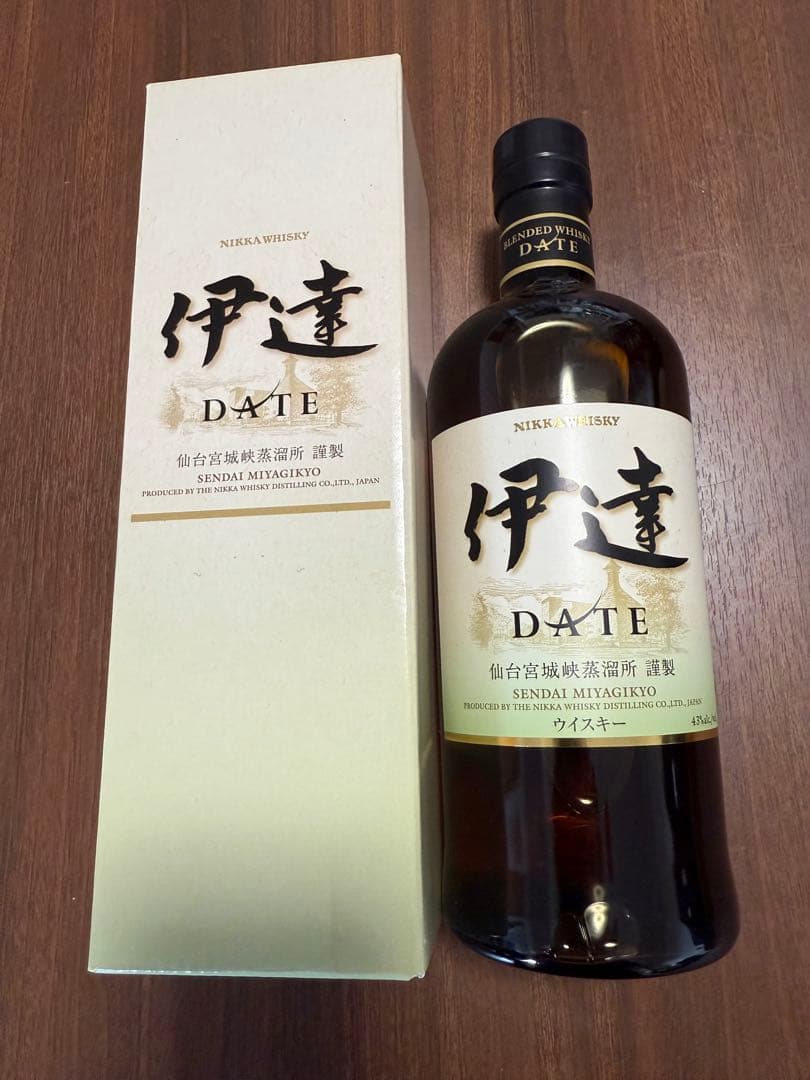 NIKKA WHISKY
伊達
DATE
仙台宮城峡蒸溜所 謹製
SENDAI MIYAGIKYO
PRODUCED BY THE NIKKA WHISKY DISTILLING CO.,LTD., JAPAN
BLENDED WHISKY
DATE
NIKKA WHISKY
伊達
DATE
仙台宮城峡蒸溜所 謹製
SENDAI MIYAGIKYO
PRODUCED BY THE NIKKA WHISKY DISTILLING CO.,LTD., JAPAN
ウイスキー 43%alc./vol